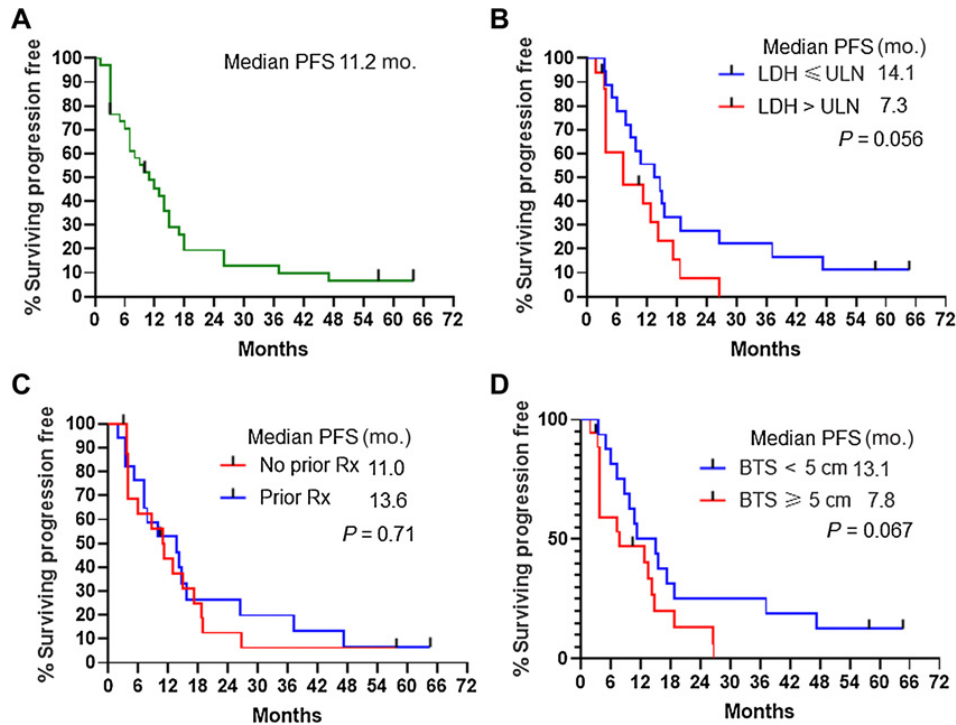 A
Median PFS 11.2 mo.
% Surviving progression free
100
90
80
70
60
50
40
30
20
10
0
0 6 12 18 24 30 36 42 48 54 60 66 72
Months
B
Median PFS (mo.)
LDH ⩽ ULN 14.1
LDH > ULN 7.3
P = 0.056
% Surviving progression free
100
90
80
70
60
50
40
30
20
10
0
0 6 12 18 24 30 36 42 48 54 60 66 72
Months
C
Median PFS (mo.)
No prior Rx 11.0
Prior Rx 13.6
P = 0.71
% Surviving progression free
100
90
80
70
60
50
40
30
20
10
0
0 6 12 18 24 30 36 42 48 54 60 66 72
Months
D
Median PFS (mo.)
BTS < 5 cm 13.1
BTS ⩾ 5 cm 7.8
P = 0.067
% Surviving progression free
100
50
0
0 6 12 18 24 30 36 42 48 54 60 66 72
Months